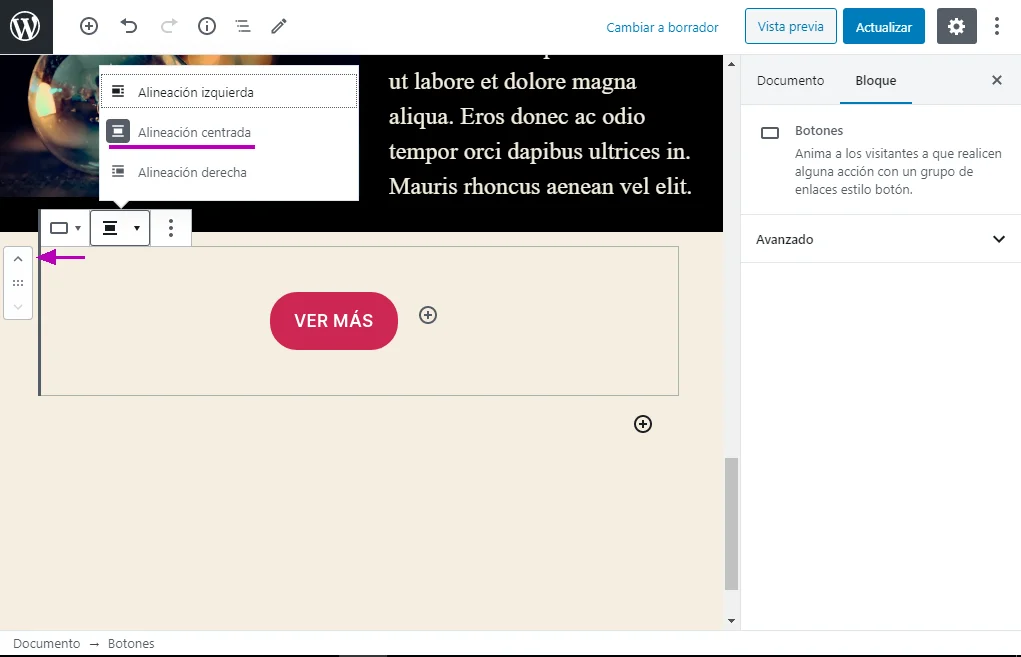 Cambiar a borrador
Vista previa
Actualizar
ut labore et dolore magna
aliqua. Eros donec ac odio
tempor orci dapibus ultrices in.
Mauris rhoncus aenean vel elit.
Alineación izquierda
Alineación centrada
Alineación derecha
VER MÁS
Documento
Bloque
Botones
Anima a los visitantes a que realicen
alguna acción con un grupo de
enlaces estilo botón.
Avanzado
Documento → Botones